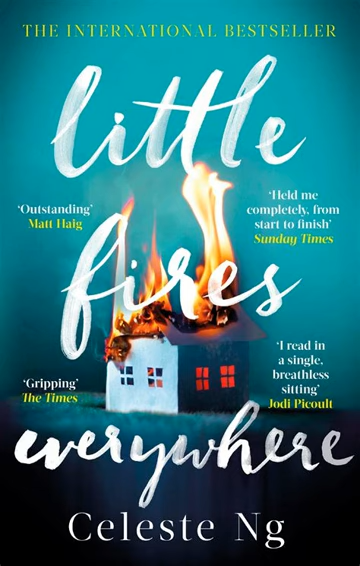 THE INTERNATIONAL BESTSELLER
little
‘Outstanding’
Matt Haig
‘Held me
completely, from
start to finish’
Sunday Times
fires
‘Gripping’
The Times
‘I read in
a single,
breathless
sitting’
Jodi Picoult
everywhere
Celeste Ng